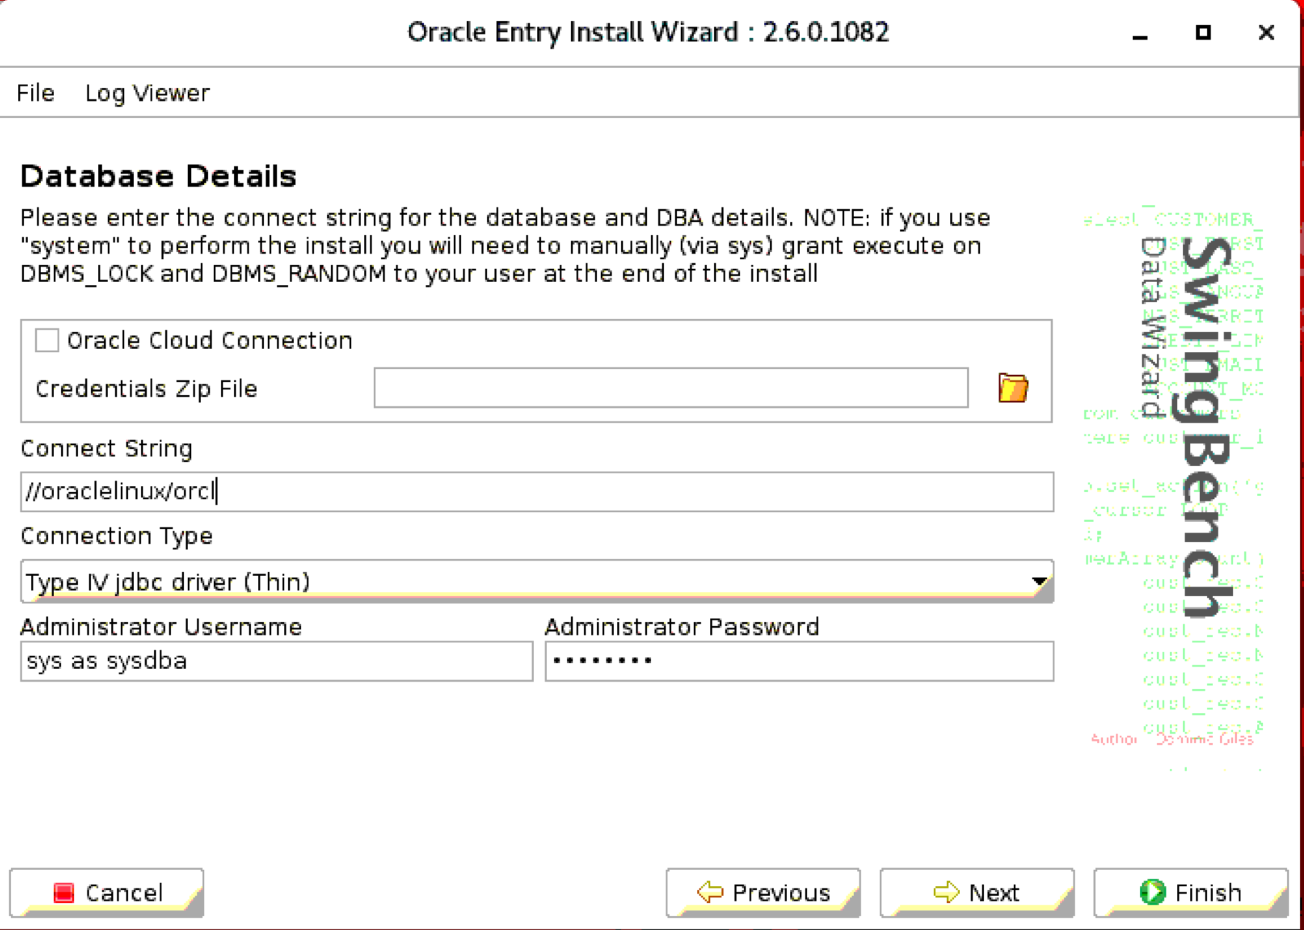 Oracle Entry Install Wizard : 2.6.0.1082
File Log Viewer
Database Details
Please enter the connect string for the database and DBA details. NOTE: if you use
"system" to perform the install you will need to manually (via sys) grant execute on
DBMS_LOCK and DBMS_RANDOM to your user at the end of the install
Oracle Cloud Connection
Credentials Zip File
Connect String
//oraclelinux/orcl
Connection Type
Type IV jdbc driver (Thin)
Administrator Username Administrator Password
sys as sysdba ••••••••
SwingBench
Data Wizard
CUSTOMER_
Author Dominic Giles
Cancel Previous Next Finish